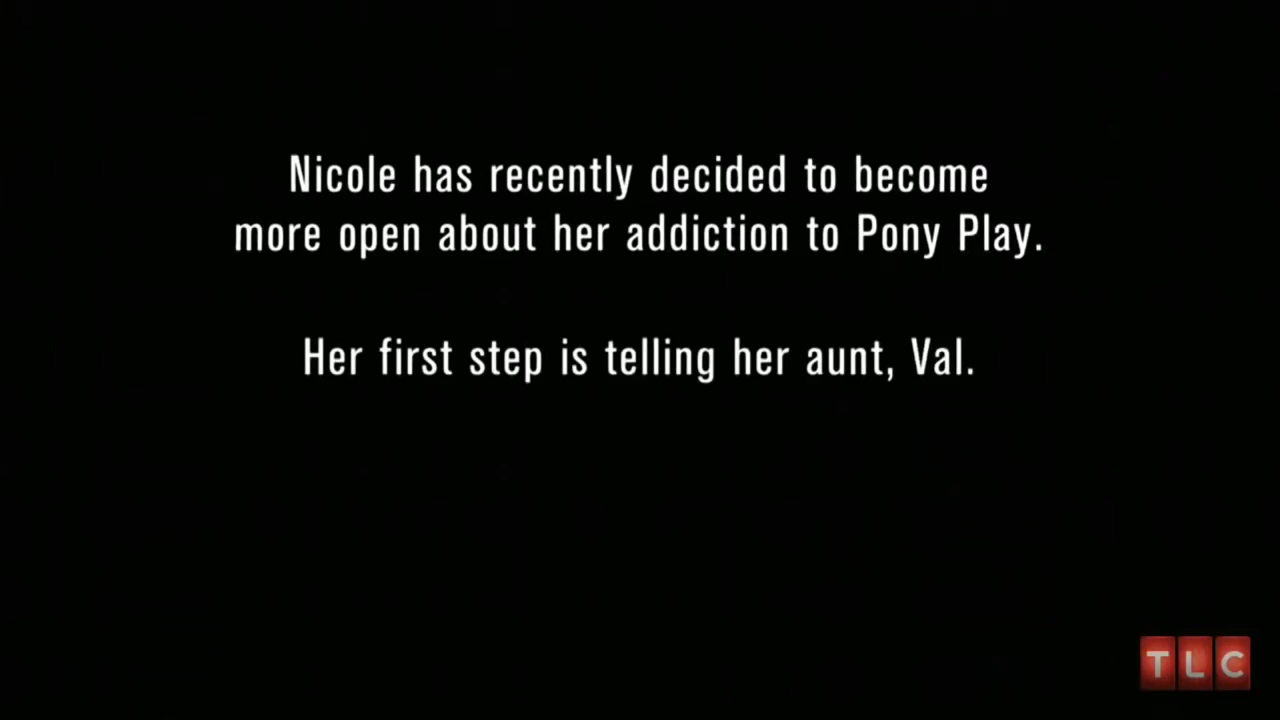 Nicole has recently decided to become
more open about her addiction to Pony Play.
Her first step is telling her aunt, Val.
TLC